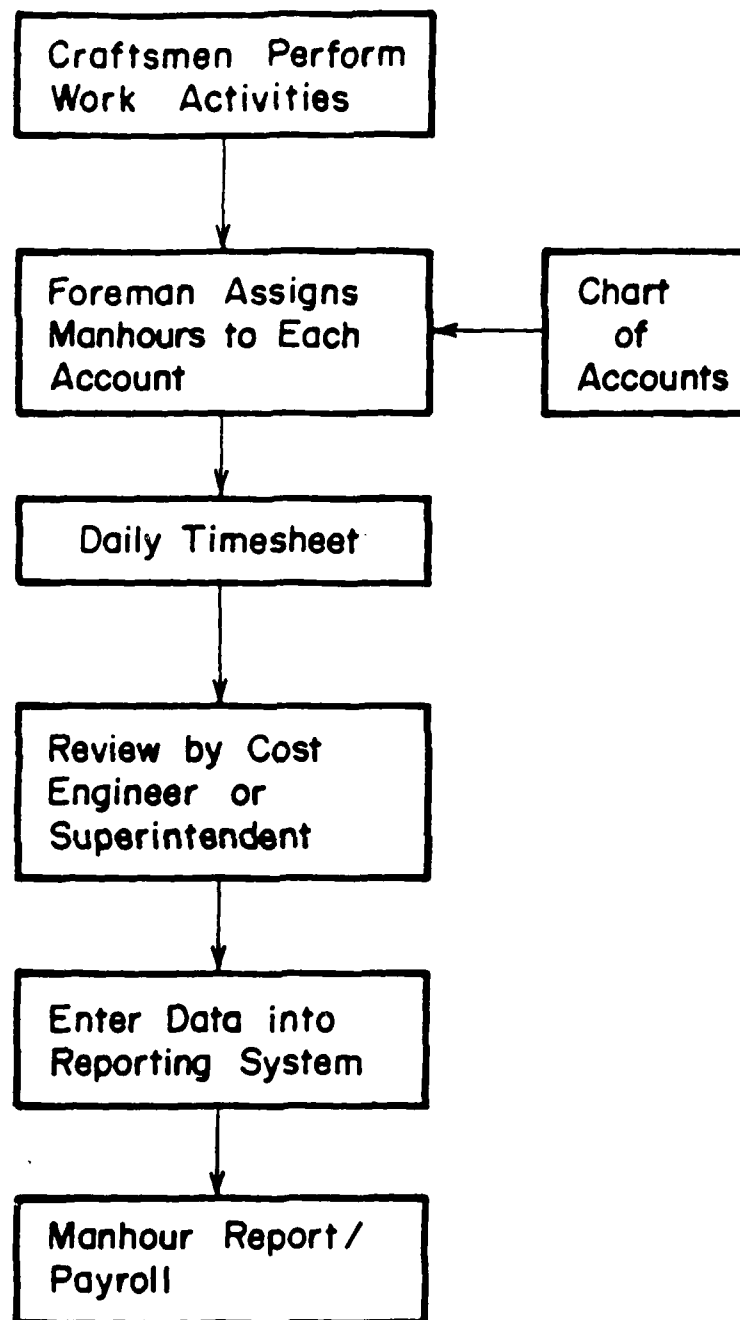 Craftsmen Perform
Work Activities
Foreman Assigns
Manhours to Each
Account
Chart
of
Accounts
Daily Timesheet
Review by Cost
Engineer or
Superintendent
Enter Data into
Reporting System
Manhour Report/
Payroll